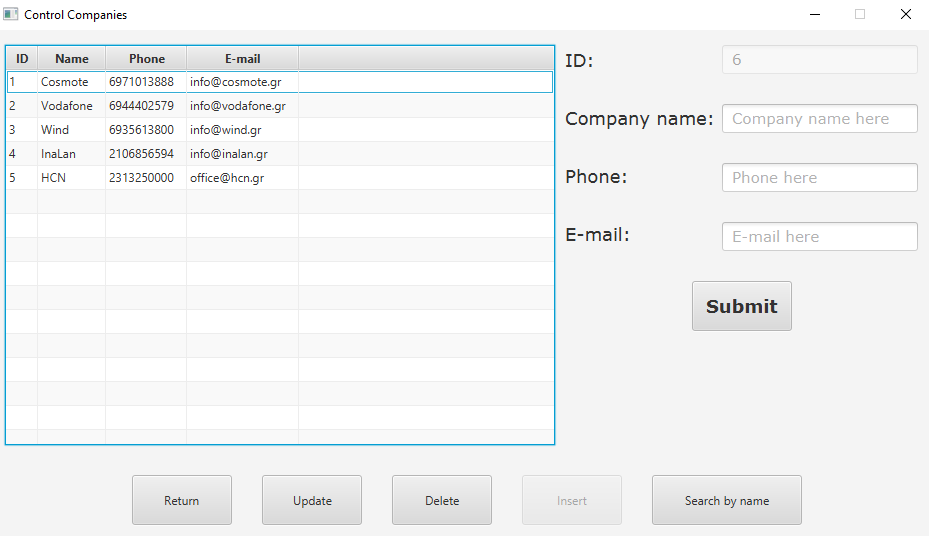 Control Companies
ID Name Phone E-mail
1 Cosmote 6971013888 info@cosmote.gr
2 Vodafone 6944402579 info@vodafone.gr
3 Wind 6935613800 info@wind.gr
4 InaLan 2106856594 info@inalan.gr
5 HCN 2313250000 office@hcn.gr
ID: 6
Company name: Company name here
Phone: Phone here
E-mail: E-mail here
Submit
Return Update Delete Insert Search by name